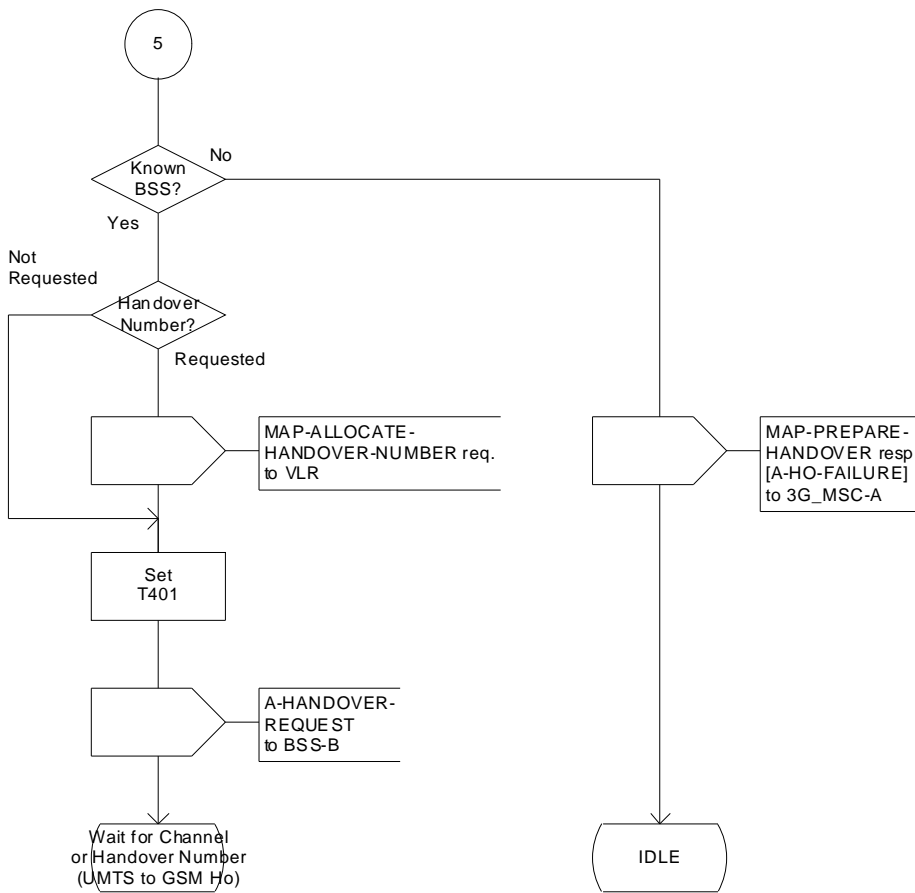 5
Known
BSS?
No
Yes
Not
Requested
Handover
Number?
Requested
MAP-ALLOCATE-
HANDOVER-NUMBER req.
to VLR
MAP-PREPARE-
HANDOVER resp
[A-HO-FAILURE]
to 3G_MSC-A
Set
T401
A-HANDOVER-
REQUEST
to BSS-B
Wait for Channel
or Handover Number
(UMTS to GSM Ho)
IDLE